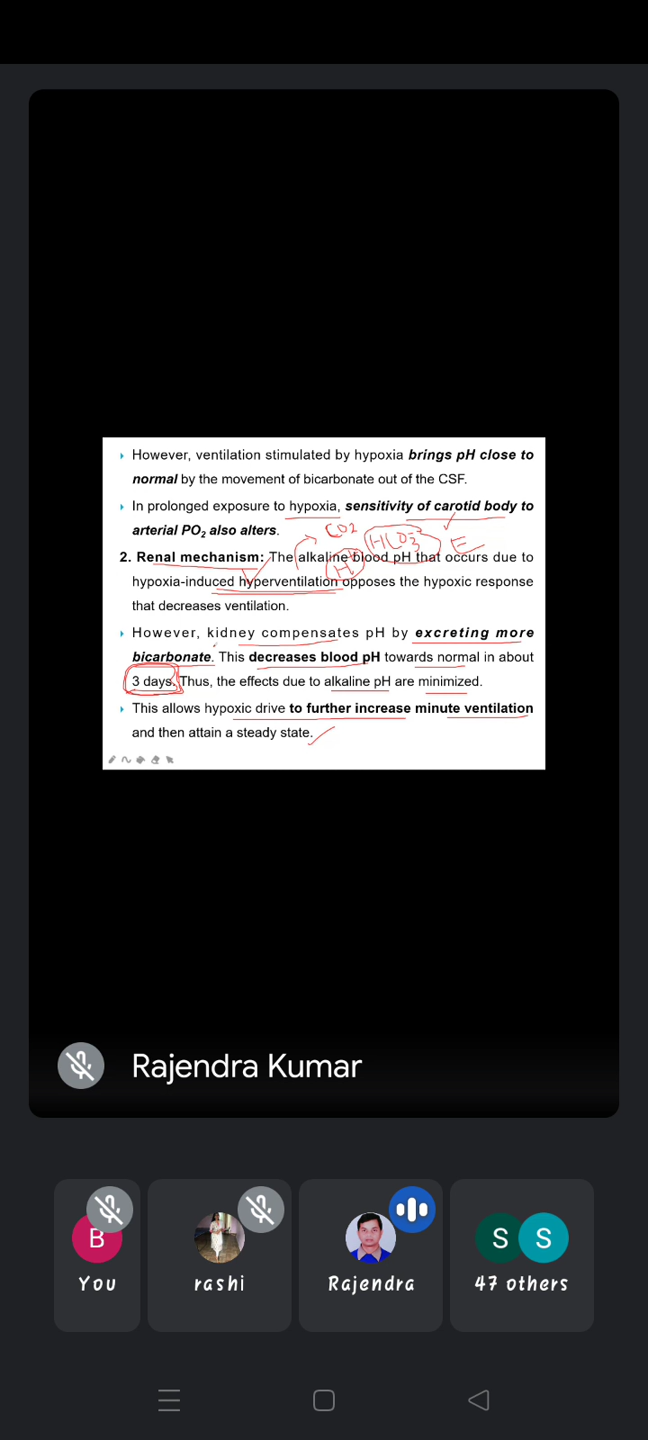 However, ventilation stimulated by hypoxia brings pH close to
normal by the movement of bicarbonate out of the CSF.
In prolonged exposure to hypoxia, sensitivity of carotid body to
arterial PO2 also alters.
CO2
HCO3-
E
H+
2. Renal mechanism: The alkaline blood pH that occurs due to
hypoxia-induced hyperventilation opposes the hypoxic response
that decreases ventilation.
However, kidney compensates pH by excreting more
bicarbonate. This decreases blood pH towards normal in about
3 days. Thus, the effects due to alkaline pH are minimized.
This allows hypoxic drive to further increase minute ventilation
and then attain a steady state.
Rajendra Kumar
B
You
rashi
Rajendra
S
S
47 others